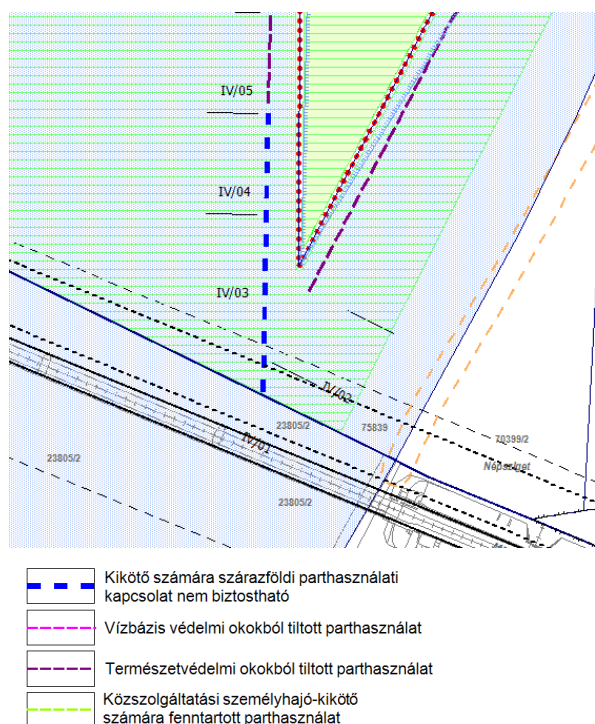 IV/05
IV/04
IV/03
IV/02
23805/2
75839
IV/01
70399/2
23805/2
Népsziget
23805/2
Kikötő számára szárazföldi parthasználati
kapcsolat nem biztostható
Vízbázis védelmi okokból tiltott parthasználat
Természetvédelmi okokból tiltott parthasználat
Közszolgáltatási személyhajó-kikötő
számára fenntartott parthasználat